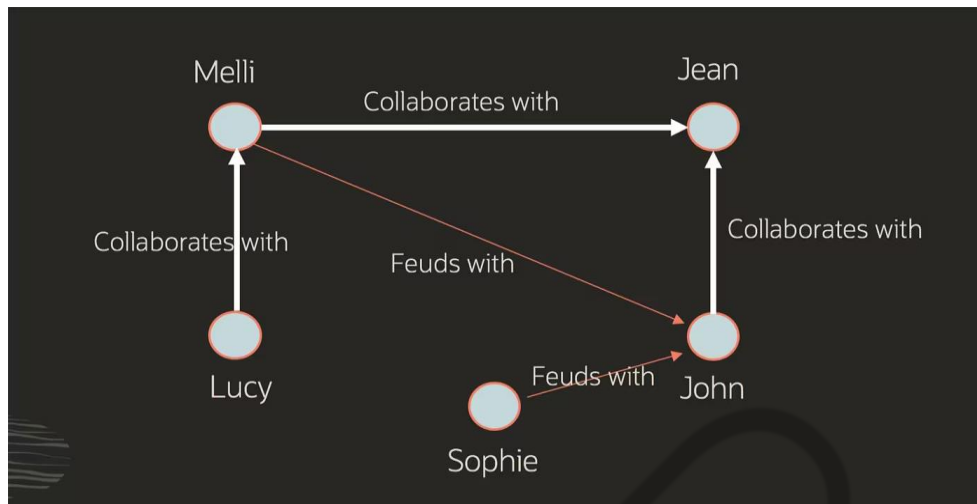 Melli
Jean
Collaborates with
Collaborates with
Collaborates with
Feuds with
Feuds with
Lucy
John
Sophie